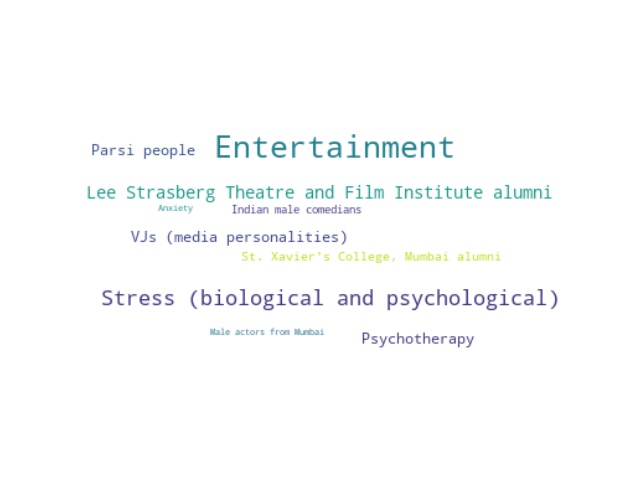 Parsi people Entertainment
Lee Strasberg Theatre and Film Institute alumni
Anxiety Indian male comedians
VJs (media personalities)
St. Xavier's College, Mumbai alumni
Stress (biological and psychological)
Male actors from Mumbai
Psychotherapy